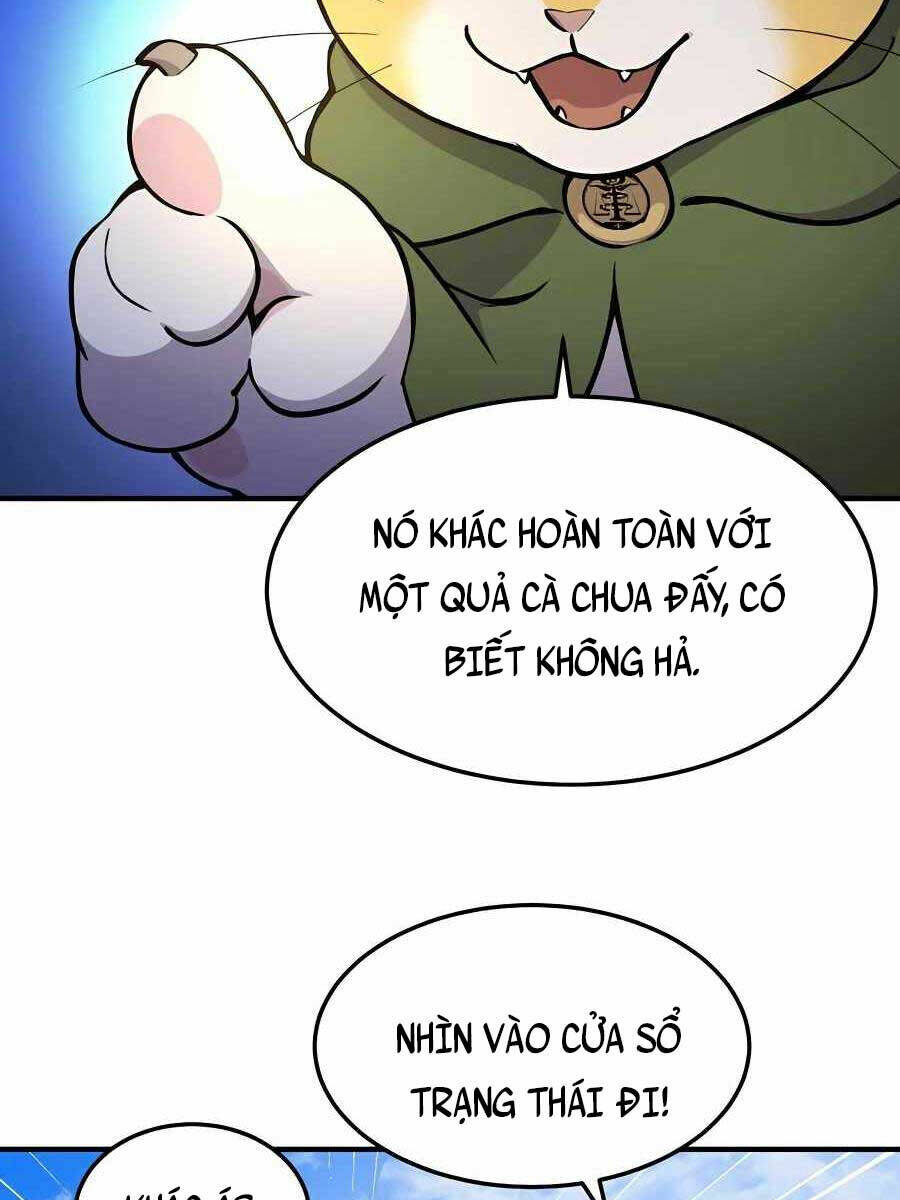 NÓ KHÁC HOÀN TOÀN VỚI
MỘT QUẢ CÀ CHUA ĐẤY, CÓ
BIẾT KHÔNG HẢ.
NHÌN VÀO CỬA SỔ
TRẠNG THÁI ĐI!